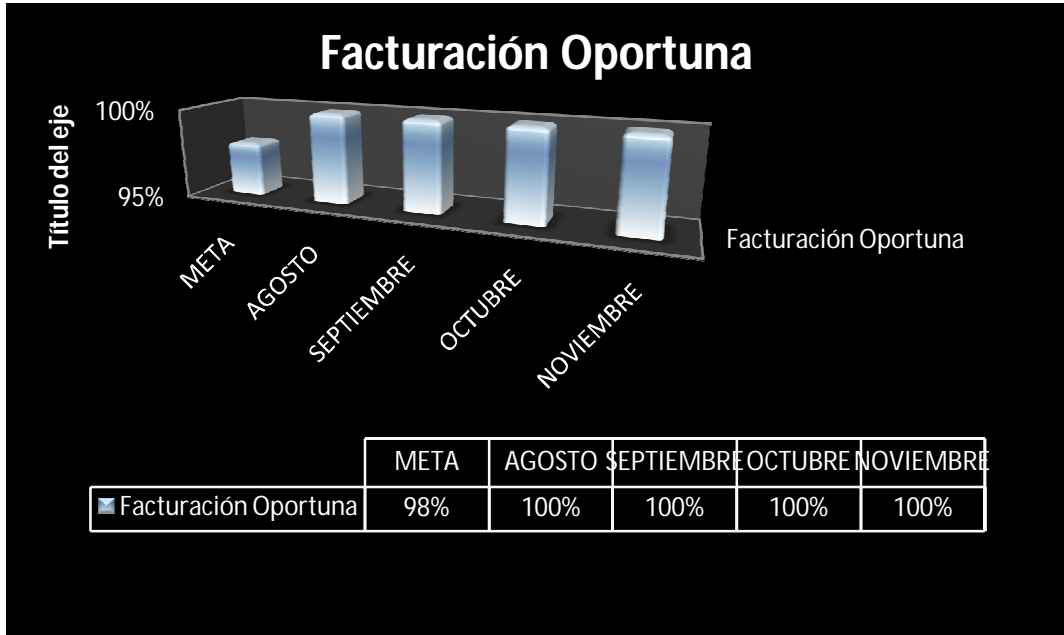 Facturación Oportuna
Título del eje
100%
95%
META
AGOSTO
SEPTIEMBRE
OCTUBRE
NOVIEMBRE
Facturación Oportuna
META AGOSTO SEPTIEMBRE OCTUBRE NOVIEMBRE
Facturación Oportuna 98% 100% 100% 100% 100%